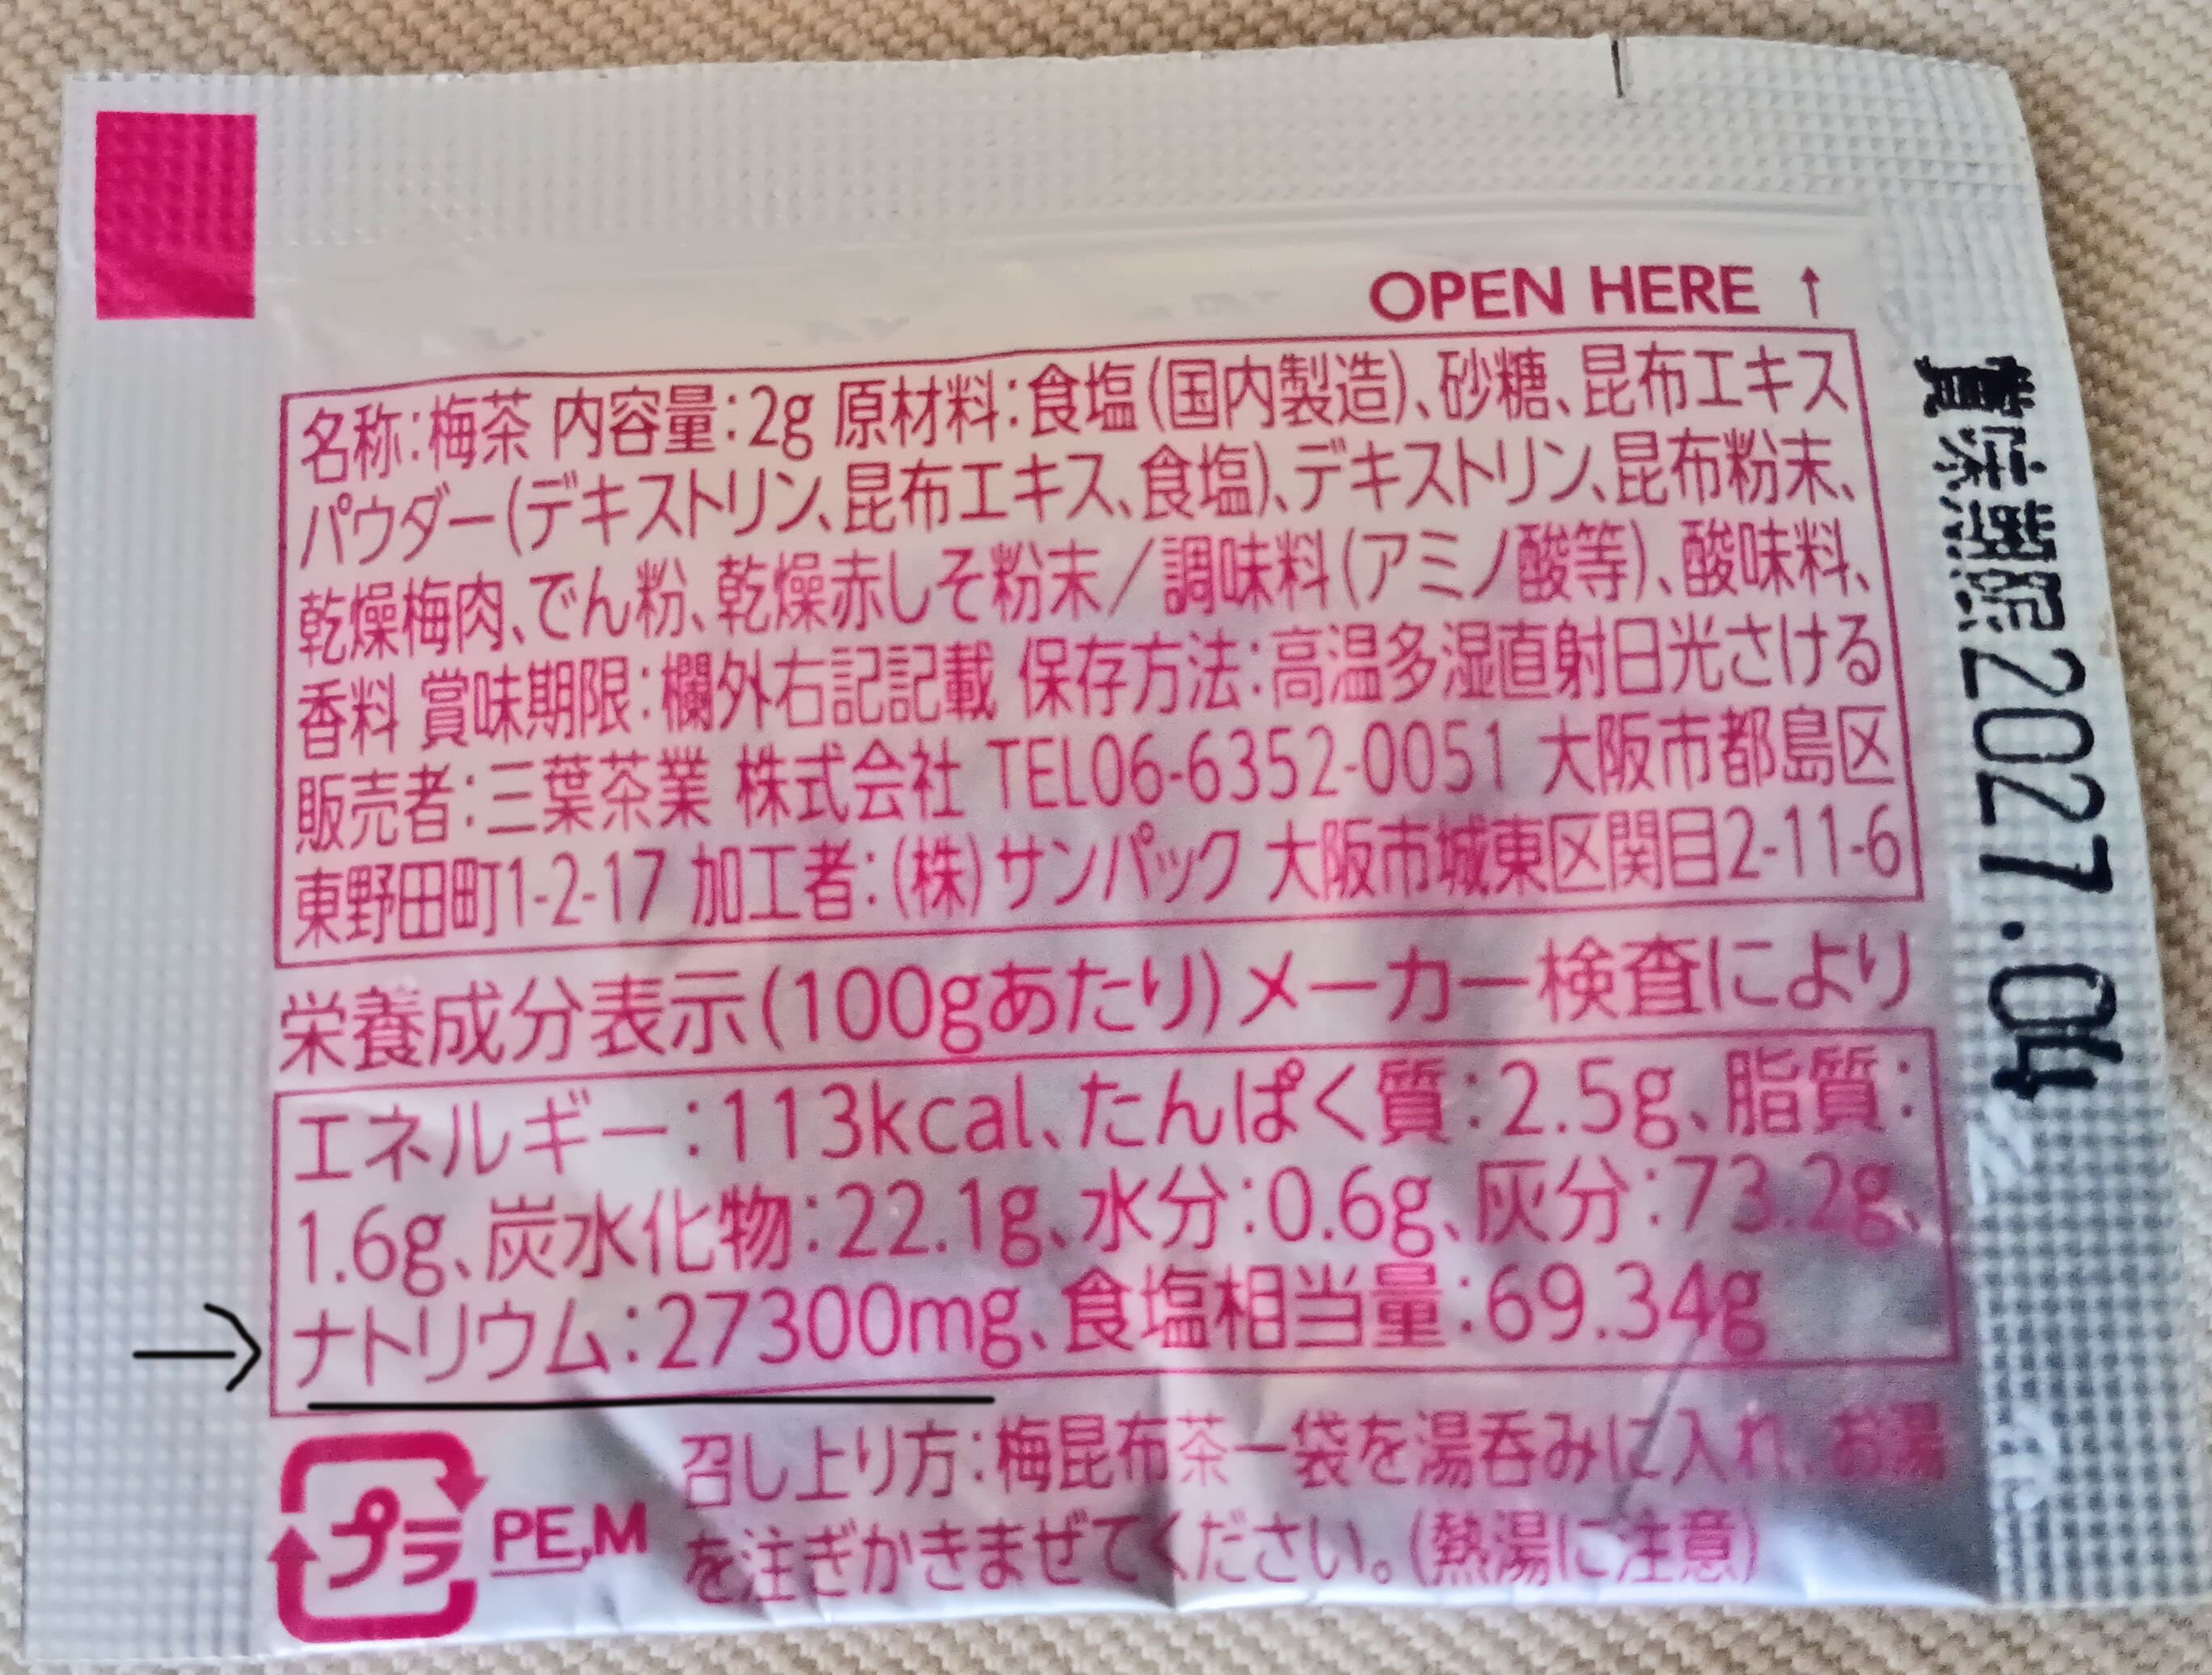 OPEN HERE ↑
名称:梅茶 内容量:2g 原材料:食塩(国内製造)、砂糖、昆布エキス
パウダー(デキストリン、昆布エキス、食塩)、デキストリン、昆布粉末、
乾燥梅肉、でん粉、乾燥赤しそ粉末/調味料(アミノ酸等)、酸味料、
香料 賞味期限:欄外右記記載 保存方法:高温多湿直射日光さける
販売者:三葉茶業 株式会社 TEL06-6352-0051 大阪市都島区
東野田町1-2-17 加工者:(株)サンパック 大阪市城東区関目2-11-6
栄養成分表示(100gあたり)メーカー検査により
エネルギー:113kcal、たんぱく質:2.5g、脂質:
1.6g、炭水化物:22.1g、水分:0.6g、灰分:73.2g、
ナトリウム:27300mg、食塩相当量:69.34g
プラ PE,M
召し上り方:梅昆布茶一袋を湯呑みに入れ、お湯
を注ぎかきまぜてください。(熱湯に注意)
賞味期限2027.04